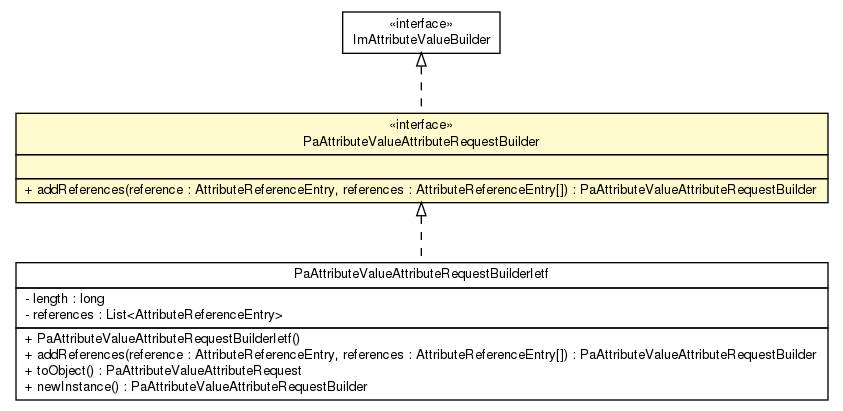 «interface»
ImAttributeValueBuilder
«interface»
PaAttributeValueAttributeRequestBuilder
+ addReferences(reference : AttributeReferenceEntry, references : AttributeReferenceEntry[]) : PaAttributeValueAttributeRequestBuilder
PaAttributeValueAttributeRequestBuilderIetf
- length : long
- references : List<AttributeReferenceEntry>
+ PaAttributeValueAttributeRequestBuilderIetf()
+ addReferences(reference : AttributeReferenceEntry, references : AttributeReferenceEntry[]) : PaAttributeValueAttributeRequestBuilder
+ toObject() : PaAttributeValueAttributeRequest
+ newInstance() : PaAttributeValueAttributeRequestBuilder